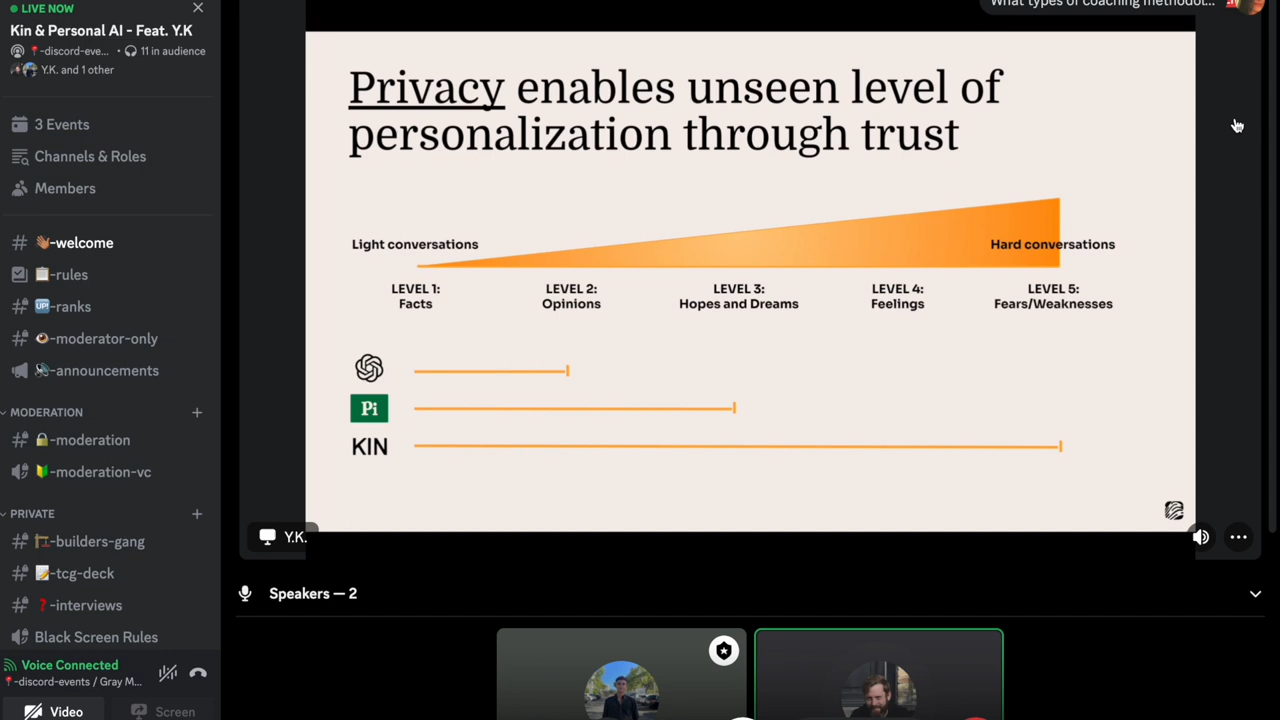 LIVE NOW
Kin & Personal AI - Feat. Y.K
-discord-eve... • 11 in audience
Y.K. and 1 other
3 Events
Channels & Roles
Members
-welcome
-rules
UP!-ranks
-moderator-only
-announcements
MODERATION
-moderation
-moderation-vc
PRIVATE
-builders-gang
-tcg-deck
-interviews
Black Screen Rules
Voice Connected
-discord-events / Gray M...
Video
Screen
What types of coaching methodol...
Privacy enables unseen level of
personalization through trust
Light conversations
Hard conversations
LEVEL 1:
Facts
LEVEL 2:
Opinions
LEVEL 3:
Hopes and Dreams
LEVEL 4:
Feelings
LEVEL 5:
Fears/Weaknesses
Pi
KIN
Y.K.
Speakers — 2